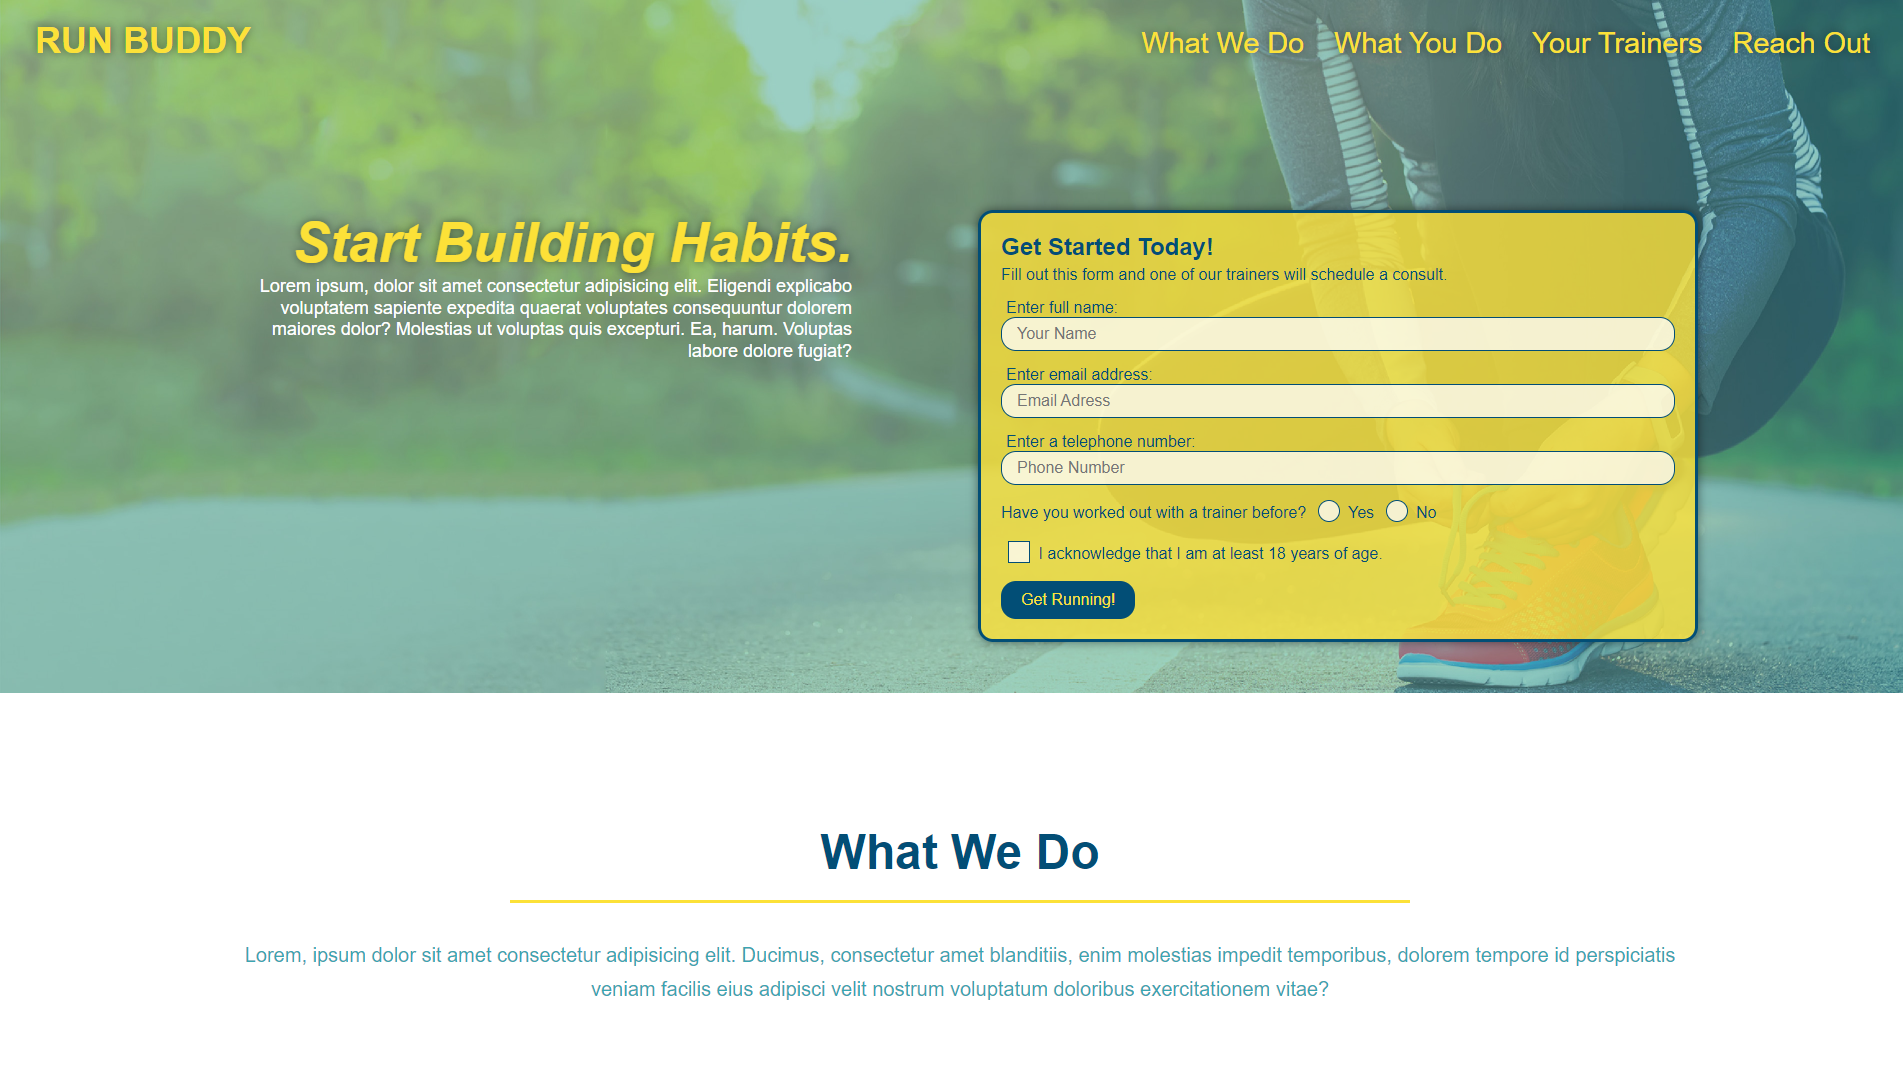 RUN BUDDY
What We Do What You Do Your Trainers Reach Out
Start Building Habits.
Lorem ipsum, dolor sit amet consectetur adipisicing elit. Eligendi explicabo
voluptatem sapiente expedita quaerat voluptates consequuntur dolorem
maiores dolor? Molestias ut voluptas quis excepturi. Ea, harum. Voluptas
labore dolore fugiat?
Get Started Today!
Fill out this form and one of our trainers will schedule a consult.
Enter full name:
Your Name
Enter email address:
Email Adress
Enter a telephone number:
Phone Number
Have you worked out with a trainer before? Yes No
I acknowledge that I am at least 18 years of age.
Get Running!
What We Do
Lorem, ipsum dolor sit amet consectetur adipisicing elit. Ducimus, consectetur amet blanditiis, enim molestias impedit temporibus, dolorem tempore id perspiciatis
veniam facilis eius adipisci velit nostrum voluptatum doloribus exercitationem vitae?